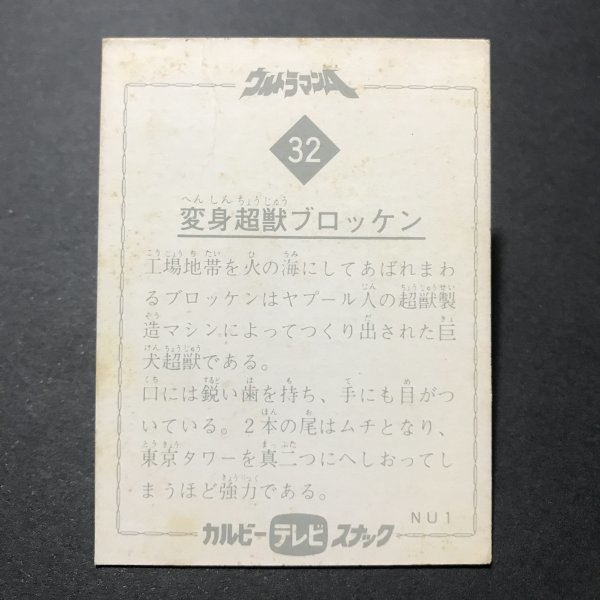 ウルトラマンA
32
へんしんちょうじゅう
変身超獣ブロッケン
こうじょうちたい ひ うみ
工場地帯を火の海にしてあばれまわ
じん ちょうじゅうせい
るブロッケンはヤプール人の超獣製
ぞう だ きょ
造マシンによってつくり出された巨
けんちょうじゅう
犬超獣である。
くち するど は も て め
口には鋭い歯を持ち、手にも目がつ
ほん お
いている。2本の尾はムチとなり、
とうきょう まっぷた
東京タワーを真二つにへしおってし
きょうりょく
まうほど強力である。
NU1
カルビー テレビ スナック